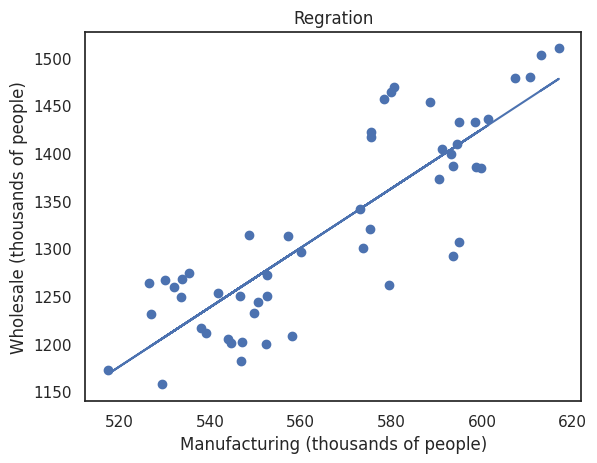 Regration
Wholesale (thousands of people)
1500
1450
1400
1350
1300
1250
1200
1150
520 540 560 580 600 620
Manufacturing (thousands of people)